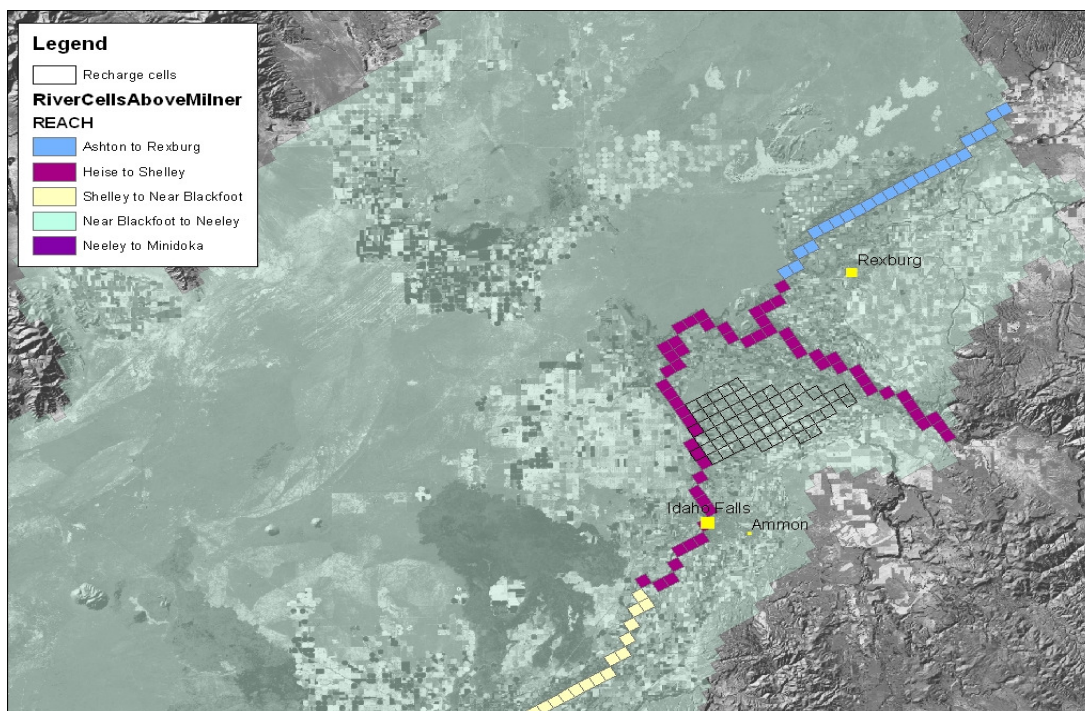 Legend
Recharge cells
RiverCellsAboveMilner
REACH
Ashton to Rexburg
Heise to Shelley
Shelley to Near Blackfoot
Near Blackfoot to Neeley
Neeley to Minidoka
Rexburg
Idaho Falls
Ammon